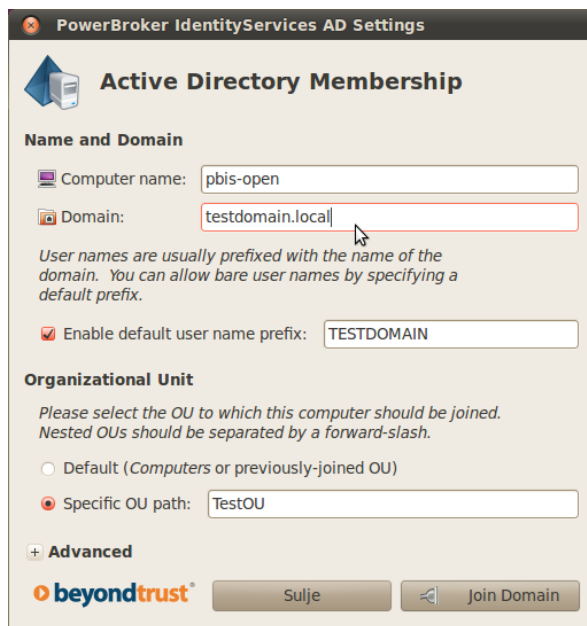 PowerBroker IdentityServices AD Settings
Active Directory Membership
Name and Domain
Computer name: pbis-open
Domain: testdomain.local
User names are usually prefixed with the name of the
domain. You can allow bare user names by specifying a
default prefix.
Enable default user name prefix: TESTDOMAIN
Organizational Unit
Please select the OU to which this computer should be joined.
Nested OUs should be separated by a forward-slash.
Default (Computers or previously-joined OU)
Specific OU path: TestOU
Advanced
beyondtrust® Sulje Join Domain